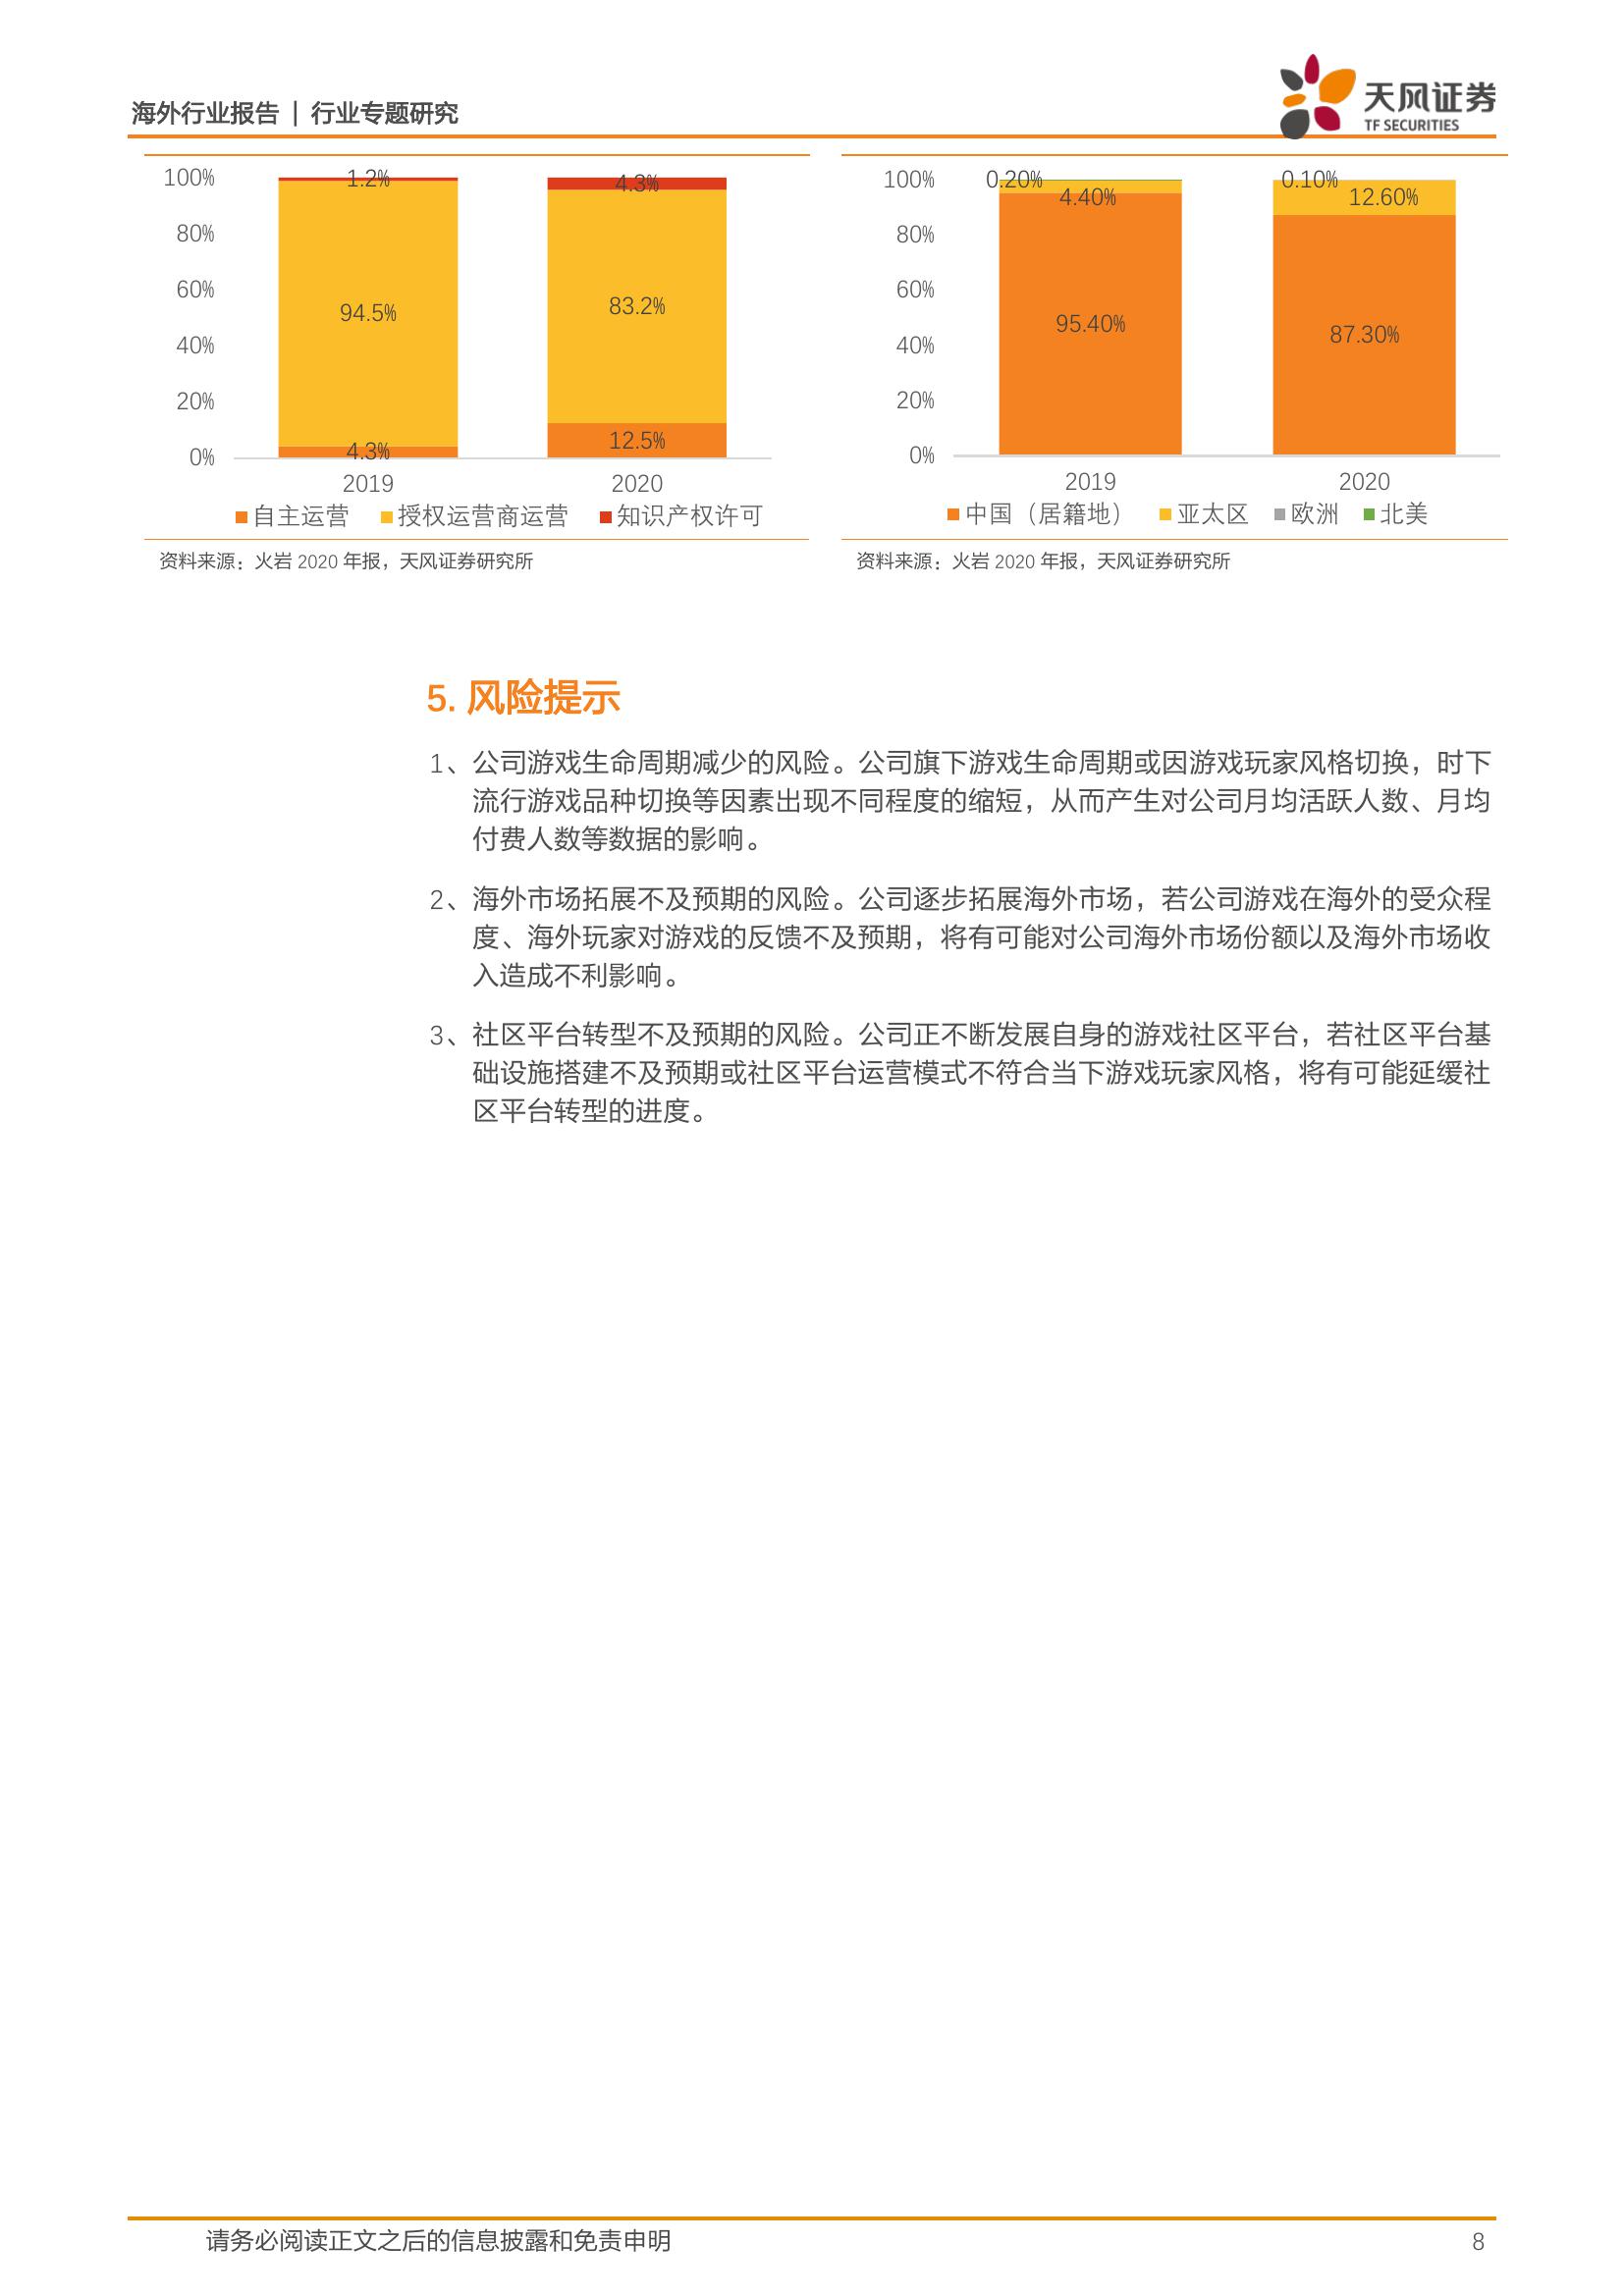 海外行业报告 | 行业专题研究
天风证券
TF SECURITIES
100%
80%
60%
40%
20%
0%
1.2%
94.5%
4.3%
4.3%
83.2%
12.5%
2019
2020
自主运营 授权运营商运营 知识产权许可
资料来源：火岩 2020 年报，天风证券研究所
100%
80%
60%
40%
20%
0%
0.20%
4.40%
95.40%
0.10%
12.60%
87.30%
2019
2020
中国（居籍地） 亚太区 欧洲 北美
资料来源：火岩 2020 年报，天风证券研究所
5. 风险提示
1、公司游戏生命周期减少的风险。公司旗下游戏生命周期或因游戏玩家风格切换，时下
流行游戏品种切换等因素出现不同程度的缩短，从而产生对公司月均活跃人数、月均
付费人数等数据的影响。
2、海外市场拓展不及预期的风险。公司逐步拓展海外市场，若公司游戏在海外的受众程
度、海外玩家对游戏的反馈不及预期，将有可能对公司海外市场份额以及海外市场收
入造成不利影响。
3、社区平台转型不及预期的风险。公司正不断发展自身的游戏社区平台，若社区平台基
础设施搭建不及预期或社区平台运营模式不符合当下游戏玩家风格，将有可能延缓社
区平台转型的进度。
请务必阅读正文之后的信息披露和免责申明
8